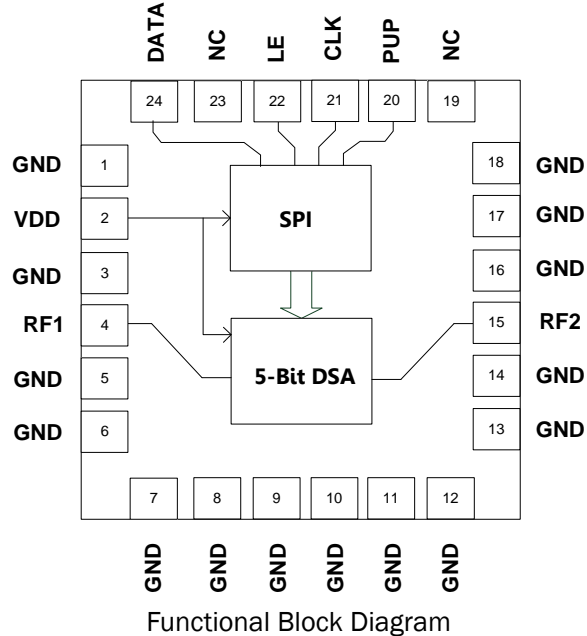 DATA NC LE CLK PUP NC
24 23 22 21 20 19
GND 1 18 GND
VDD 2 SPI 17 GND
GND 3 16 GND
RF1 4 15 RF2
GND 5 5-Bit DSA 14 GND
GND 6 13 GND
7 8 9 10 11 12
GND GND GND GND GND GND
Functional Block Diagram